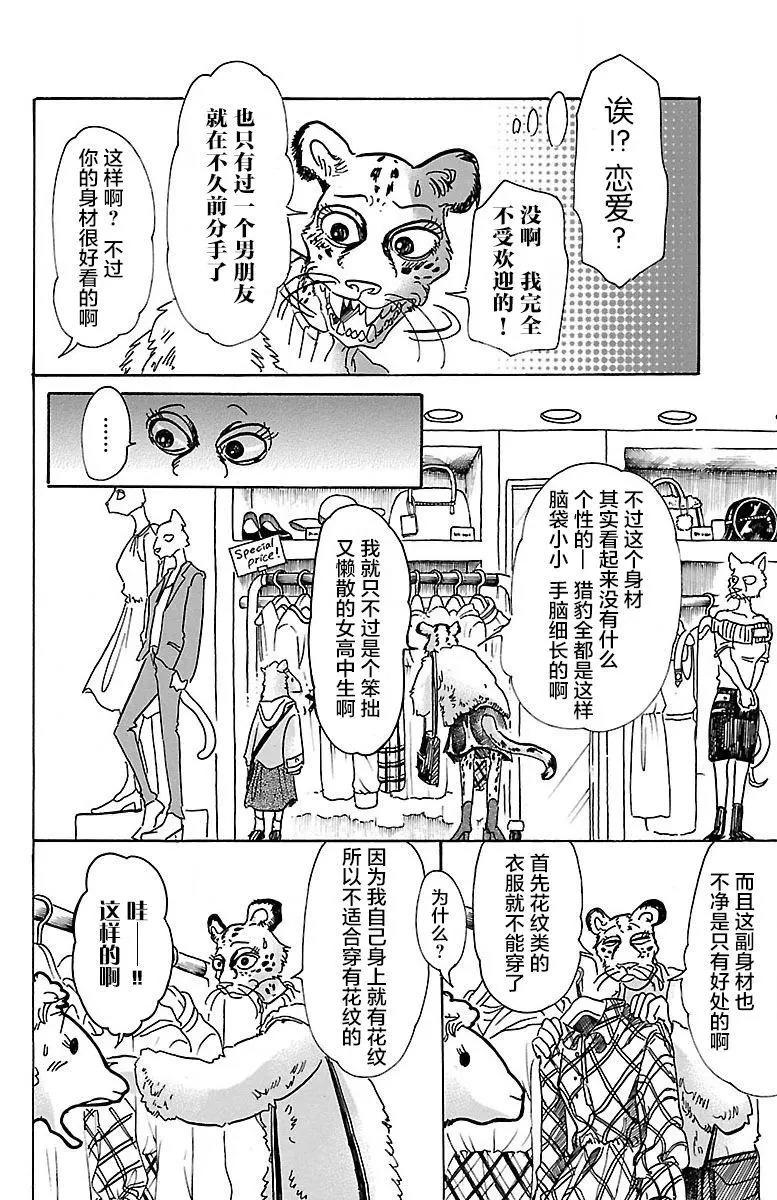 诶!?恋爱?
没啊 我完全
不受欢迎的!
也只有过一个男朋友
就在不久前分手了
这样啊?不过
你的身材很好看的啊
……
不过这个身材
其实看起来没有什么
个性的— 猎豹全都是这样
脑袋小小 手脑细长的啊
我就只不过是个笨拙
又懒散的女高中生啊
Special
price!
而且这副身材也
不净是只有好处的啊
首先花纹类的
衣服就不能穿了
为什么?
因为我自己身上就有花纹
所以不适合穿有花纹的
哇——!!
这样的啊